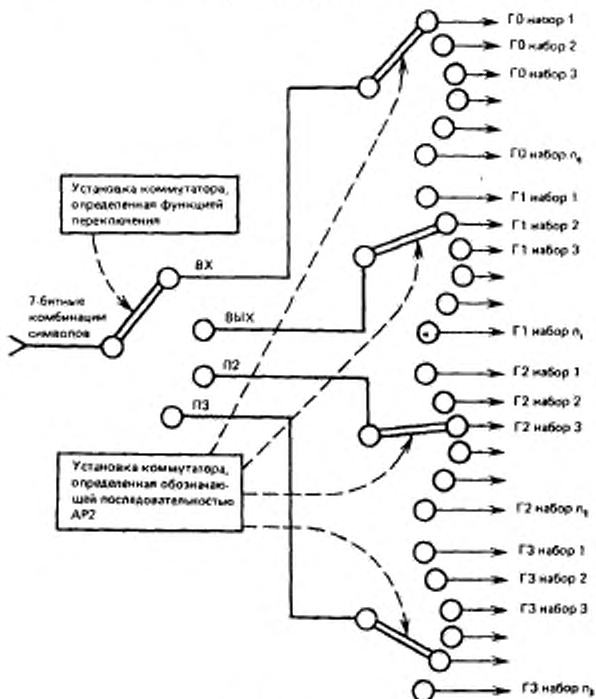 Г0 набор 1
Г0 набор 2
Г0 набор 3
Г0 набор n₀
Установка коммутатора,
определенная функцией
переключения
Г1 набор 1
Г1 набор 2
Г1 набор 3
ВХ
7-битные
комбинации
символов
ВЫХ
Г1 набор n₁
П2
Г2 набор 1
Г2 набор 2
П3
Г2 набор 3
Установка коммутатора,
определенная обозначаю-
щей последовательностью
АР2
Г2 набор n₂
Г3 набор 1
Г3 набор 2
Г3 набор 3
Г3 набор n₃